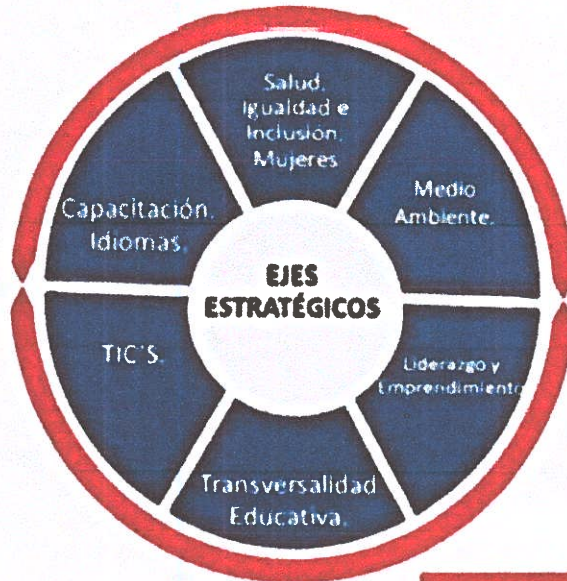 Salud.
Igualdad e
Inclusión.
Mujeres
Medio
Ambiente.
Liderazgo y
Emprendimiento
Transversalidad
Educativa.
TIC'S.
Capacitación.
Idiomas.
EJES
ESTRATÉGICOS